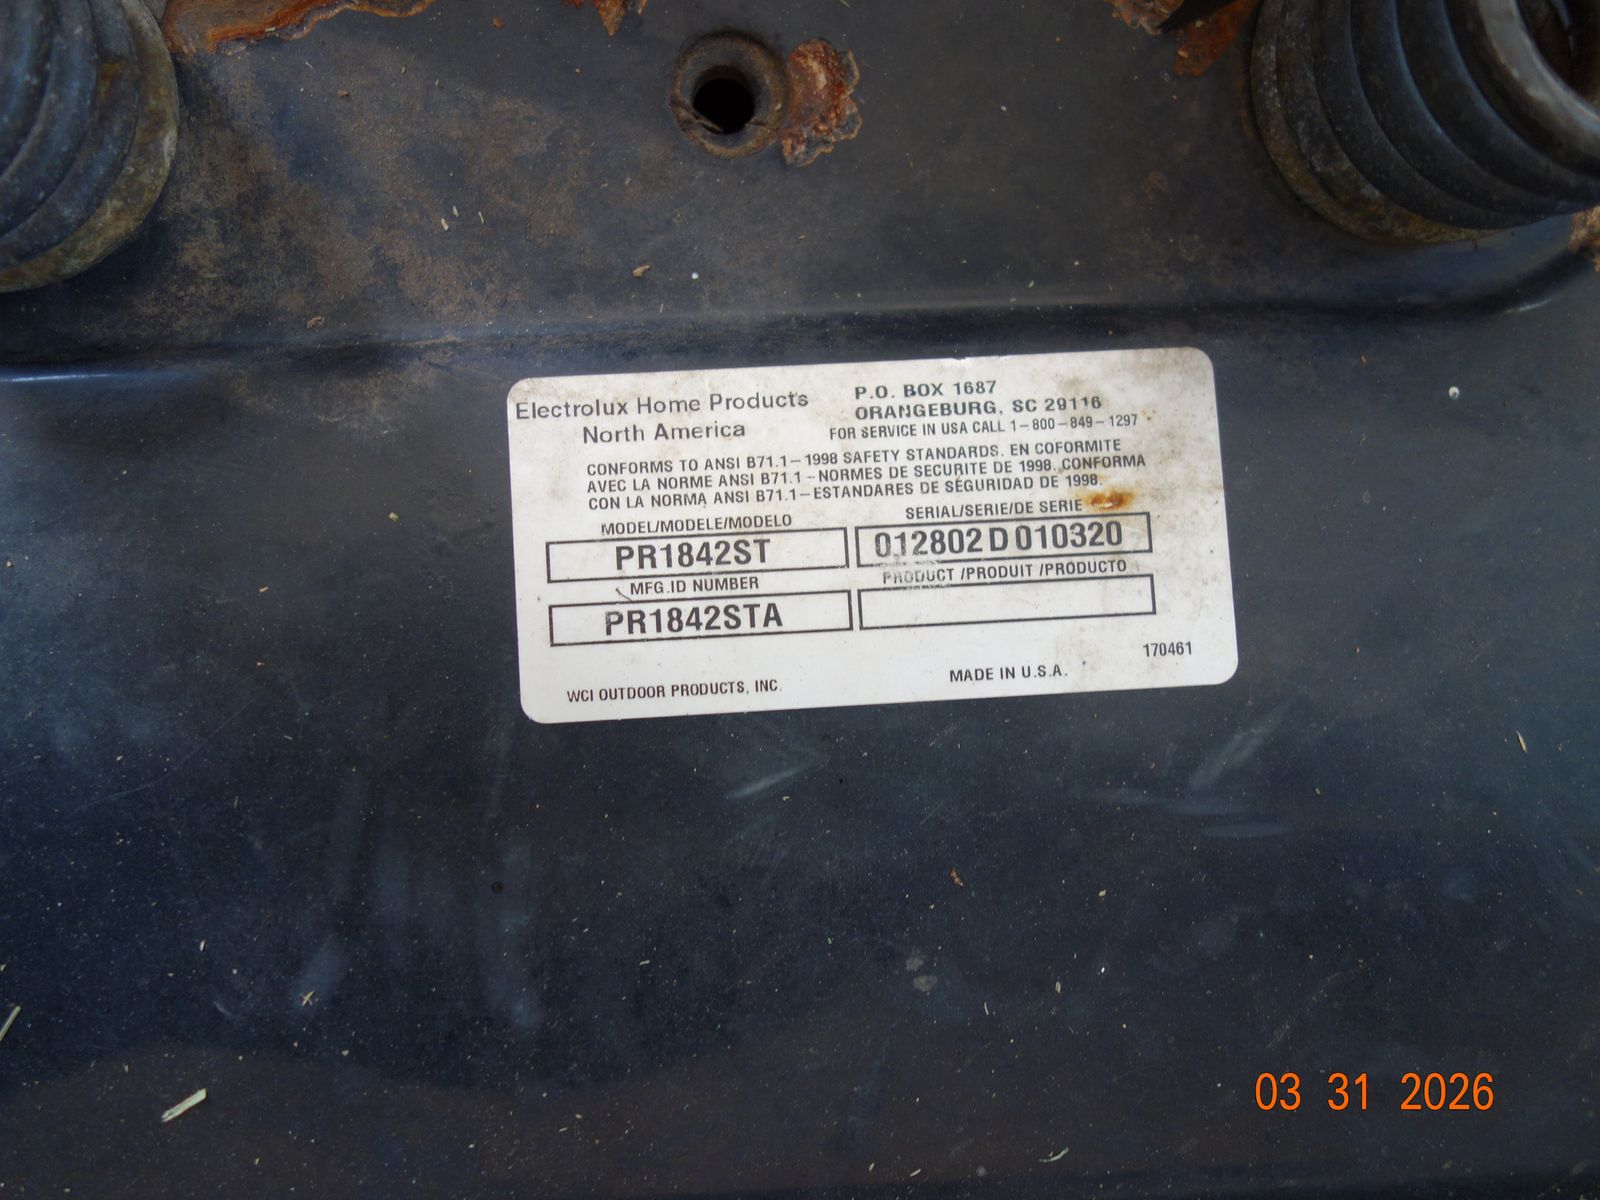 Electrolux Home Products
North America
P.O. BOX 1687
ORANGEBURG, SC 29116
FOR SERVICE IN USA CALL 1-800-849-1297
CONFORMS TO ANSI B71.1-1998 SAFETY STANDARDS. EN COFORMITE
AVEC LA NORME ANSI B71.1-NORMES DE SECURITE DE 1998. CONFORMA
CON LA NORMA ANSI B71.1-ESTANDARES DE SEGURIDAD DE 1998.
MODEL/MODELE/MODELO
PR1842ST
SERIAL/SERIE/DE SERIE
012802 D 010320
MFG.ID NUMBER
PR1842STA
PRODUCT /PRODUIT /PRODUCTO
170461
WCI OUTDOOR PRODUCTS, INC.
MADE IN U.S.A.
03 31 2026